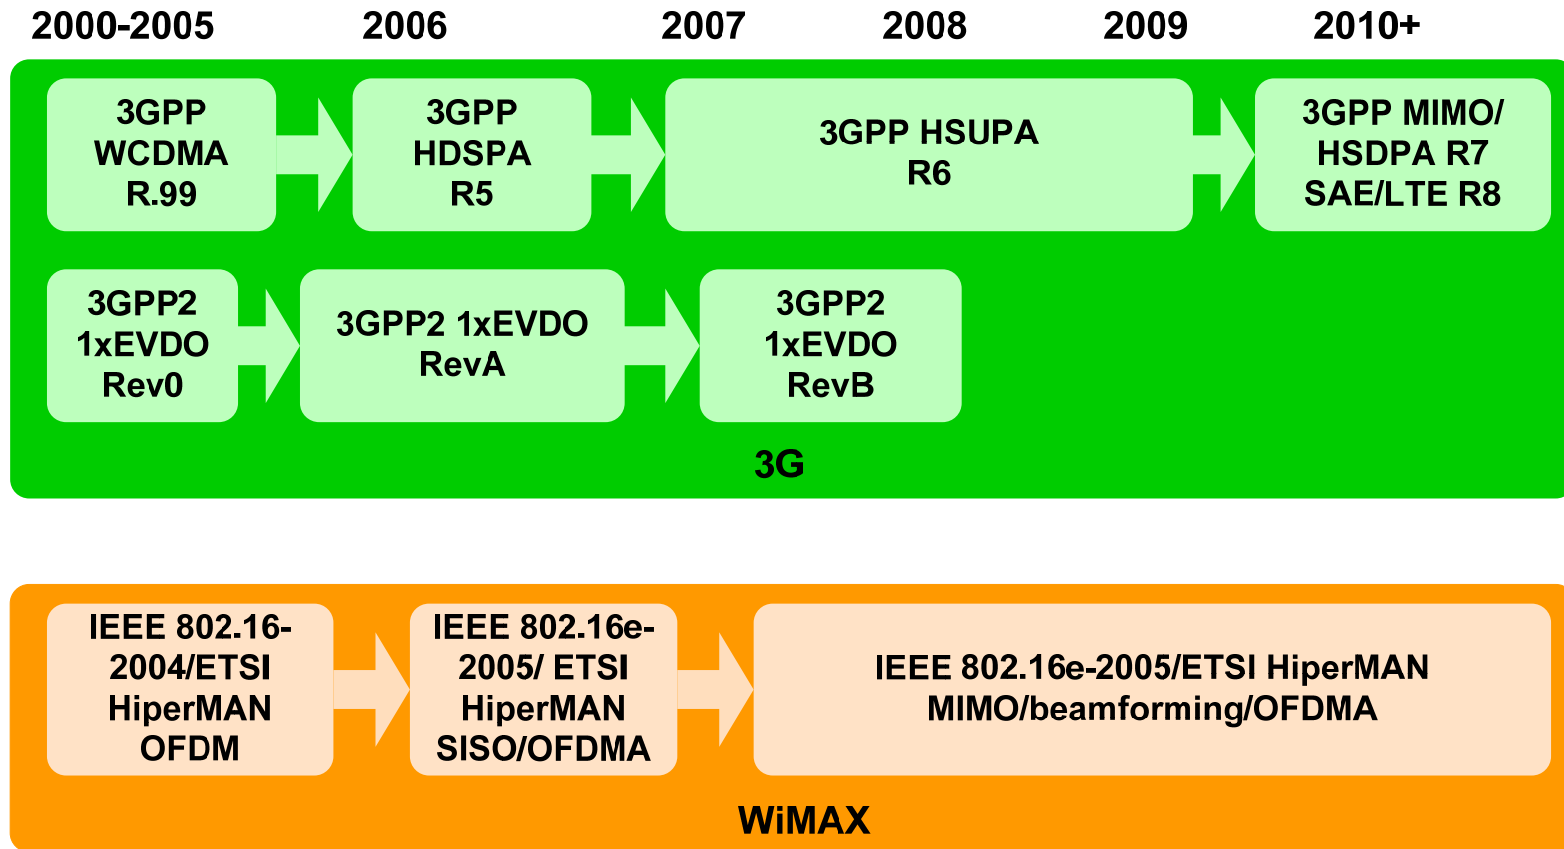 2000-2005 2006 2007 2008 2009 2010+
3GPP
WCDMA
R.99
3GPP
HDSPA
R5
3GPP HSUPA
R6
3GPP MIMO/
HSDPA R7
SAE/LTE R8
3GPP2
1xEVDO
Rev0
3GPP2 1xEVDO
RevA
3GPP2
1xEVDO
RevB
3G
IEEE 802.16-
2004/ETSI
HiperMAN
OFDM
IEEE 802.16e-
2005/ ETSI
HiperMAN
SISO/OFDMA
IEEE 802.16e-2005/ETSI HiperMAN
MIMO/beamforming/OFDMA
WiMAX